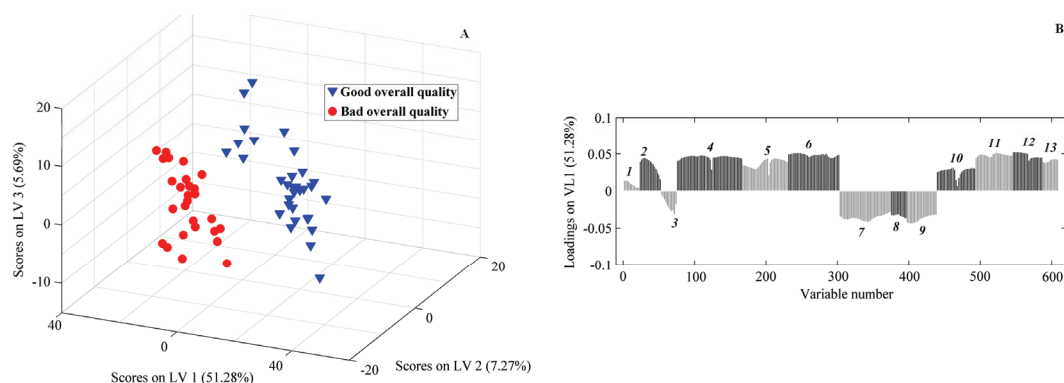 A
Good overall quality
Bad overall quality
Scores on LV 3 (5.69%)
20
10
0
-10
40
0
40
-20
0
20
Scores on LV 1 (51.28%)
Scores on LV 2 (7.27%)
B
Loadings on VL1 (51.28%)
0.1
0.05
0
-0.05
-0.1
1
2
3
4
5
6
7
8
9
10
11
12
13
0 100 200 300 400 500 600
Variable number